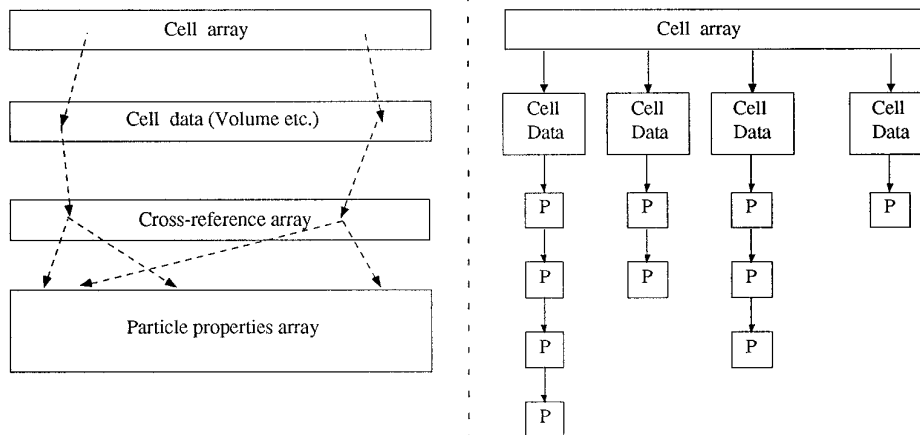 Cell array
Cell data (Volume etc.)
Cross-reference array
Particle properties array
Cell array
Cell
Data
Cell
Data
Cell
Data
Cell
Data
P
P
P
P
P
P
P
P
P
P